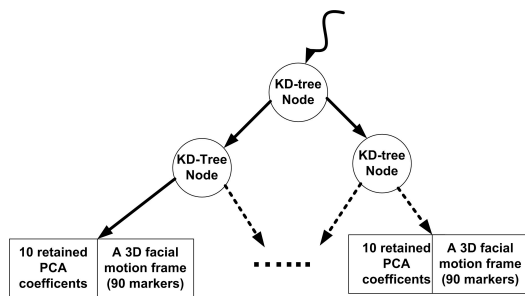 KD-tree
Node
KD-Tree
Node
KD-tree
Node
10 retained
PCA
coefficents
A 3D facial
motion frame
(90 markers)
10 retained
PCA
coefficents
A 3D facial
motion frame
(90 markers)